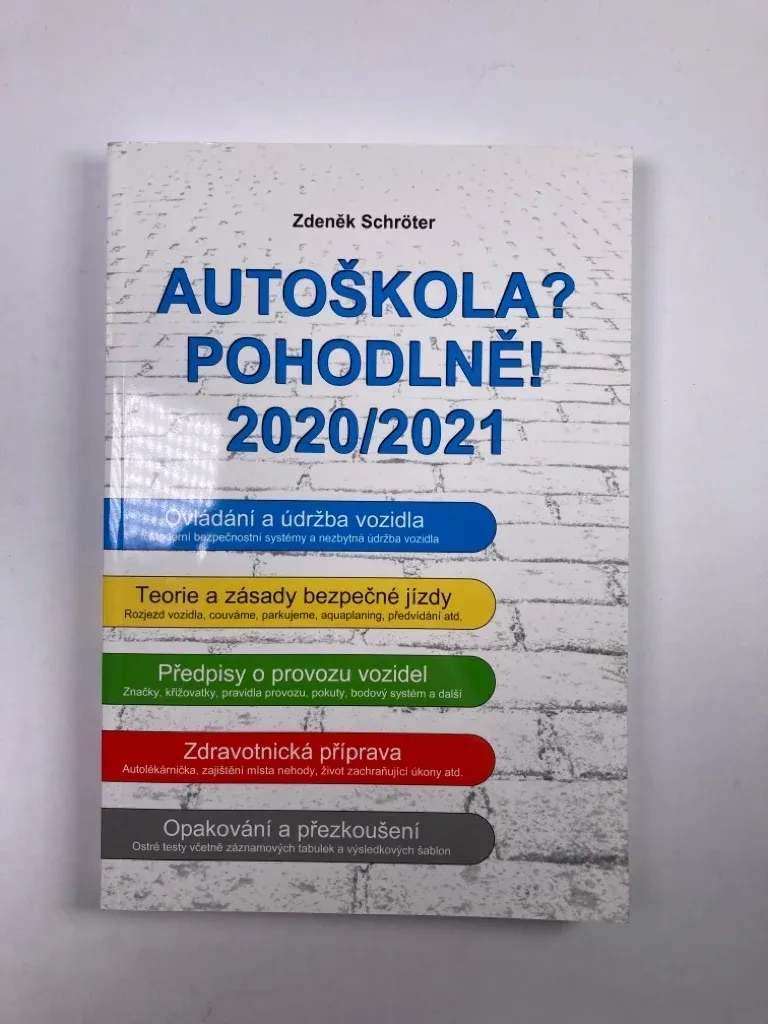 Zdeněk Schröter
AUTOŠKOLA?
POHODLNĚ!
2020/2021
Ovládání a údržba vozidla
Moderní bezpečnostní systémy a nezbytná údržba vozidla
Teorie a zásady bezpečné jízdy
Rozjezd vozidla, couváme, parkujeme, aquaplaning, předvídání atd.
Předpisy o provozu vozidel
Značky, křižovatky, pravidla provozu, pokuty, bodový systém a další
Zdravotnická příprava
Autolékárnička, zajištění místa nehody, život zachraňující úkony atd.
Opakování a přezkoušení
Ostré testy včetně záznamových tabulek a výsledkových šablon